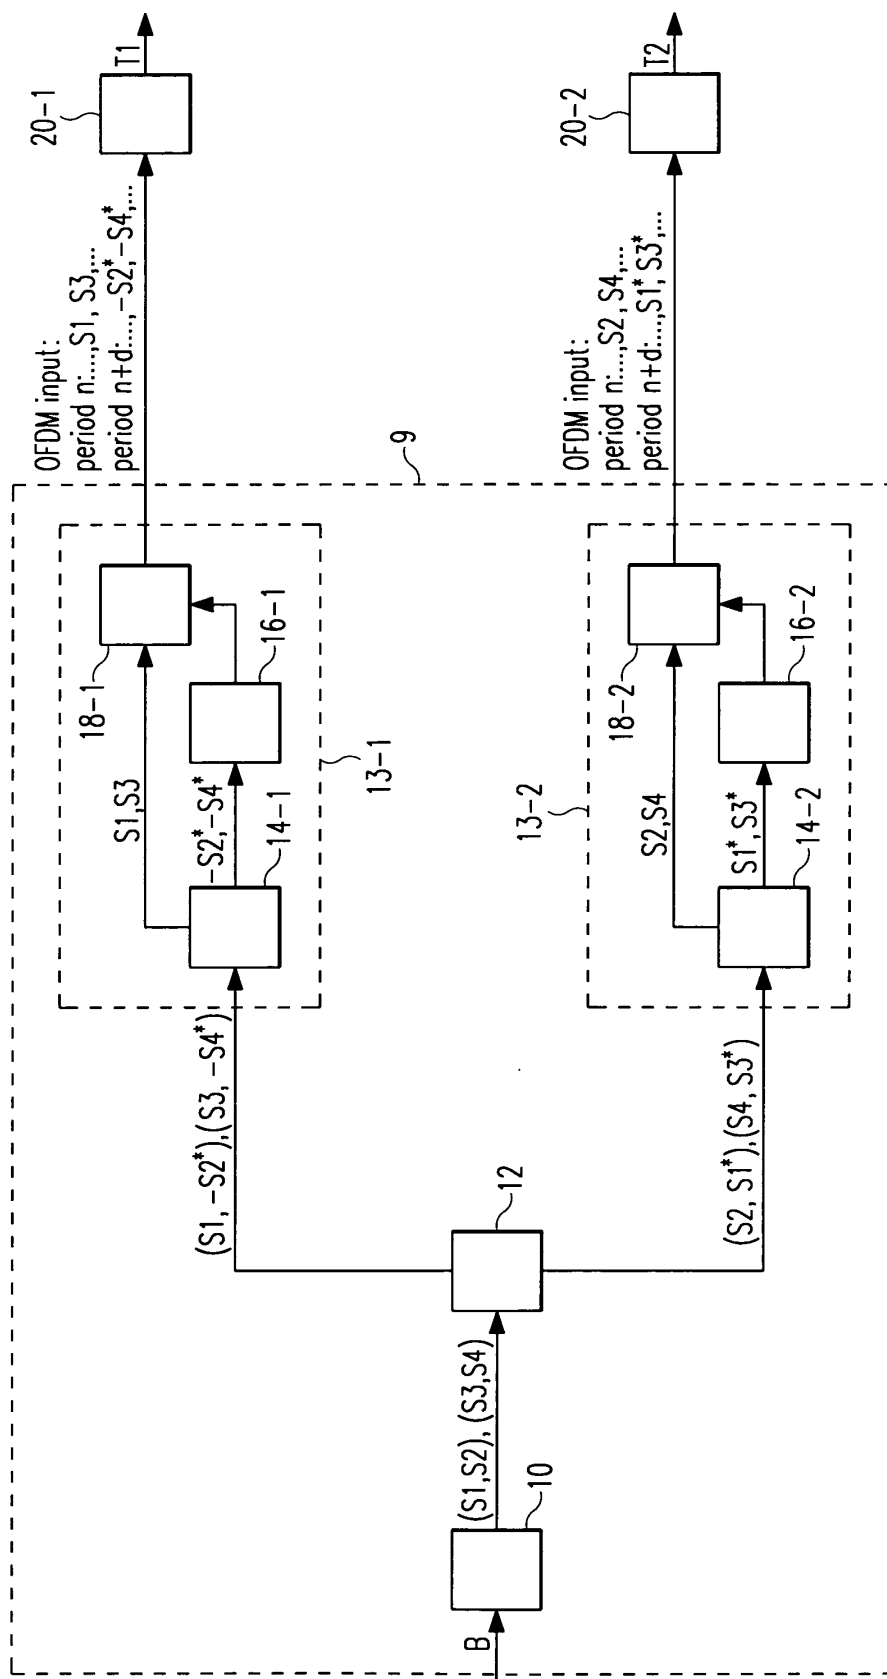 B
10
(S1,S2), (S3,S4)
12
(S1, -S2*),(S3, -S4*)
(S2, S1*),(S4, S3*)
14-1
S1,S3
-S2*,-S4*
16-1
18-1
13-1
14-2
S2,S4
S1*,S3*
16-2
18-2
13-2
9
OFDM input:
period n:...,S1, S3,...
period n+d:...,-S2*,-S4*,...
20-1
T1
OFDM input:
period n:...,S2, S4,...
period n+d:...,S1*,S3*,...
20-2
T2